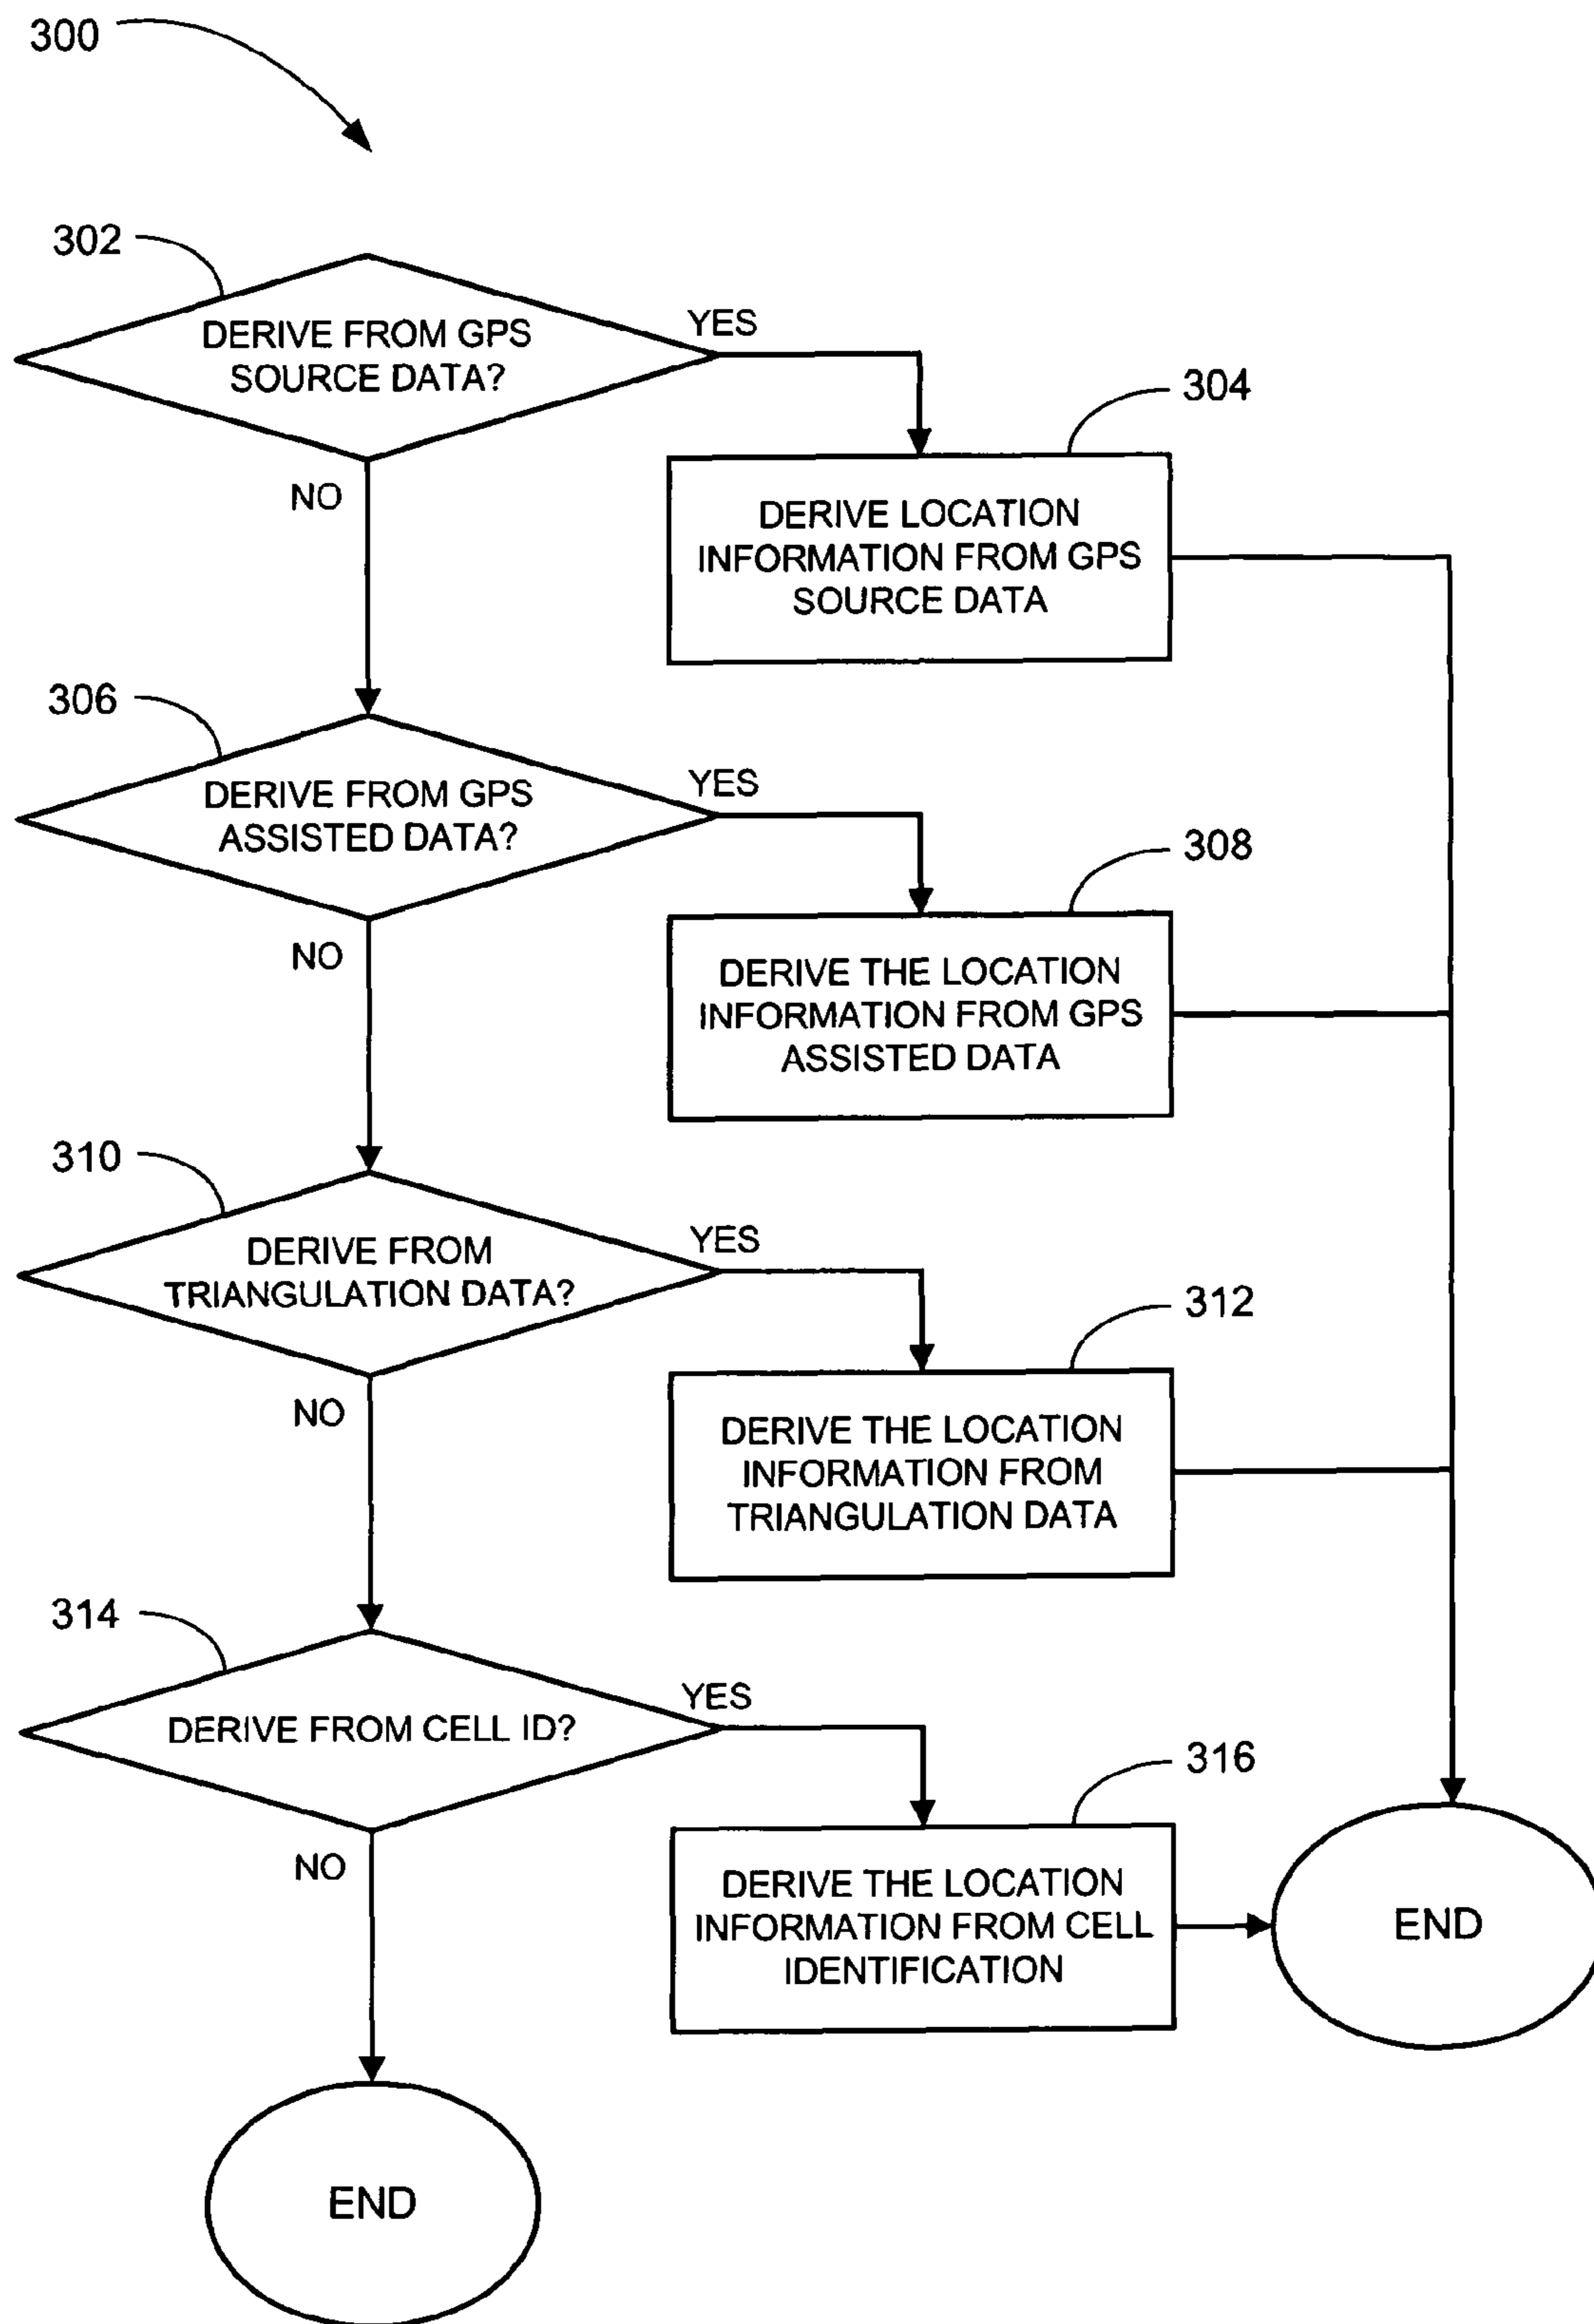 300
302
DERIVE FROM GPS
SOURCE DATA?
YES
NO
304
DERIVE LOCATION
INFORMATION FROM GPS
SOURCE DATA
306
DERIVE FROM GPS
ASSISTED DATA?
YES
NO
308
DERIVE THE LOCATION
INFORMATION FROM GPS
ASSISTED DATA
310
DERIVE FROM
TRIANGULATION DATA?
YES
NO
312
DERIVE THE LOCATION
INFORMATION FROM
TRIANGULATION DATA
314
DERIVE FROM CELL ID?
YES
NO
316
DERIVE THE LOCATION
INFORMATION FROM CELL
IDENTIFICATION
END
END